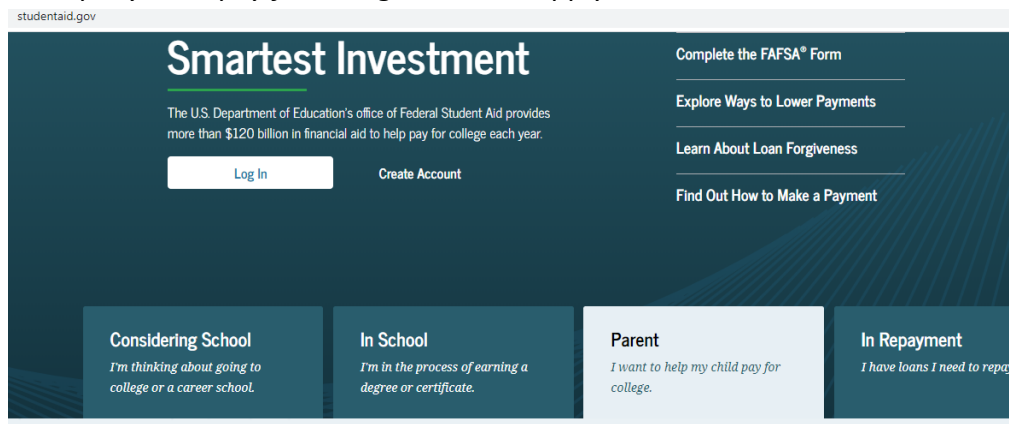 studentaid.gov
Smartest Investment
The U.S. Department of Education's office of Federal Student Aid provides
more than $120 billion in financial aid to help pay for college each year.
Log In
Create Account
Complete the FAFSA® Form
Explore Ways to Lower Payments
Learn About Loan Forgiveness
Find Out How to Make a Payment
Considering School
I'm thinking about going to
college or a career school.
In School
I'm in the process of earning a
degree or certificate.
Parent
I want to help my child pay for
college.
In Repayment
I have loans I need to repay